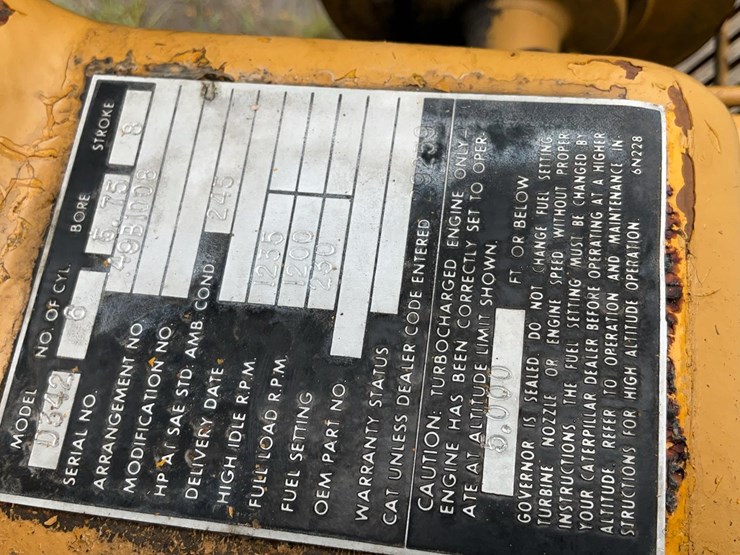 MODEL NO. OF CYL. BORE STROKE
D342 6 5.75 8
SERIAL NO. 49B1008
ARRANGEMENT NO.
MODIFICATION NO.
HP AT SAE STD. AMB. COND. 245
DELIVERY DATE
HIGH IDLE R.P.M. 1235
FULL LOAD R.P.M. 1200
FUEL SETTING 230
OEM PART NO.
WARRANTY STATUS
CAT UNLESS DEALER CODE ENTERED
CAUTION: TURBOCHARGED ENGINE ONLY-
ENGINE HAS BEEN CORRECTLY SET TO OPER-
ATE AT ALTITUDE LIMIT SHOWN.
5.000 FT OR BELOW
GOVERNOR IS SEALED. DO NOT CHANGE FUEL SETTING,
TURBINE NOZZLE OR ENGINE SPEED WITHOUT PROPER
INSTRUCTIONS. THE FUEL SETTING MUST BE CHANGED BY
YOUR CATERPILLAR DEALER BEFORE OPERATING AT A HIGHER
ALTITUDE. REFER TO OPERATION AND MAINTENANCE IN-
STRUCTIONS FOR HIGH ALTITUDE OPERATION. 6N228